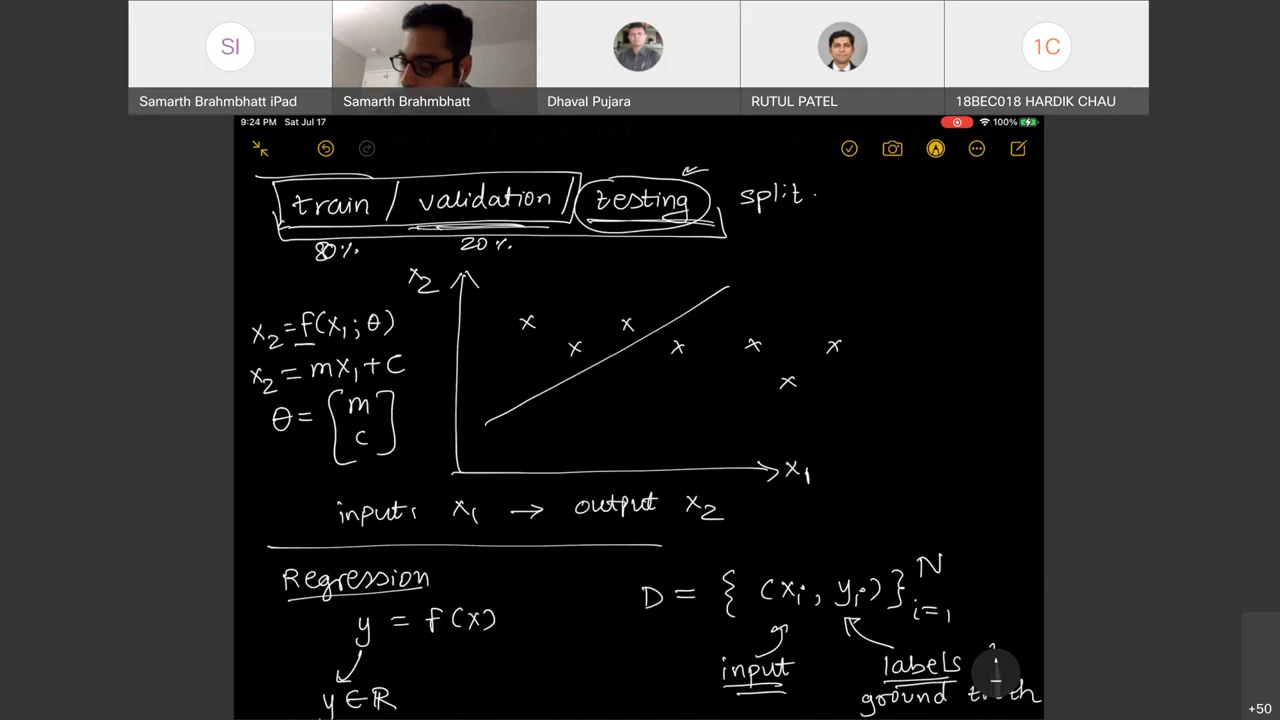 SI
1C
Samarth Brahmbhatt iPad
Samarth Brahmbhatt
Dhaval Pujara
RUTUL PATEL
18BEC018 HARDIK CHAU
9:24 PM Sat Jul 17
100%
train / validation / testing split.
80% 20%
x₂
x₂ = f(x₁; θ)
x₂ = mx₁ + c
θ = [m
c]
x₁
input: x₁ → output x₂
Regression
y = f(x)
y ∈ ℝ
D = { (xᵢ, yᵢ) }ᴺ ᵢ₌₁
input
labels
ground truth
+50